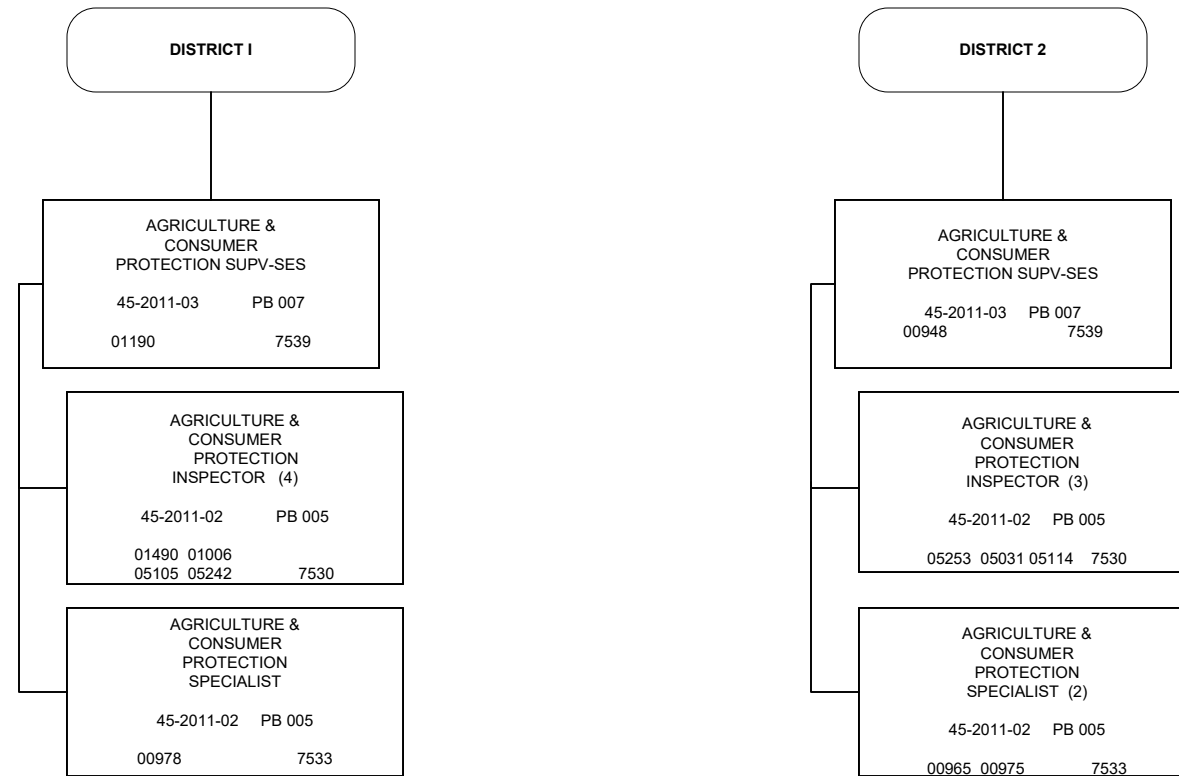 DISTRICT I
AGRICULTURE &
CONSUMER
PROTECTION SUPV-SES
45-2011-03 PB 007
01190 7539
AGRICULTURE &
CONSUMER
PROTECTION
INSPECTOR (4)
45-2011-02 PB 005
01490 01006
05105 05242 7530
AGRICULTURE &
CONSUMER
PROTECTION
SPECIALIST
45-2011-02 PB 005
00978 7533
DISTRICT 2
AGRICULTURE &
CONSUMER
PROTECTION SUPV-SES
45-2011-03 PB 007
00948 7539
AGRICULTURE &
CONSUMER
PROTECTION
INSPECTOR (3)
45-2011-02 PB 005
05253 05031 05114 7530
AGRICULTURE &
CONSUMER
PROTECTION
SPECIALIST (2)
45-2011-02 PB 005
00965 00975 7533